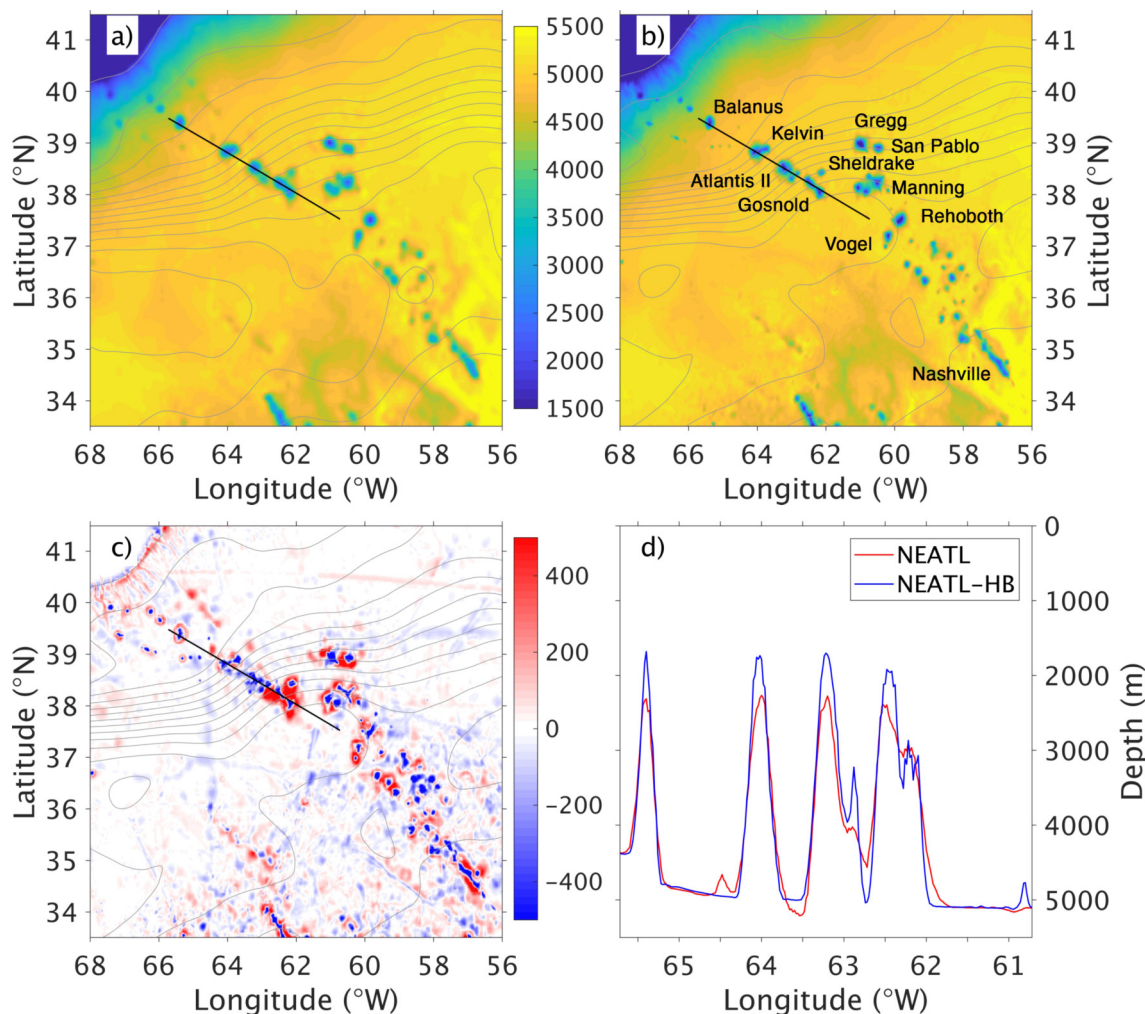 a)
41
40
39
38
37
36
35
34
Latitude (°N)
68 66 64 62 60 58 56
Longitude (°W)
5500
5000
4500
4000
3500
3000
2500
2000
1500
b)
Balanus
Kelvin
Gregg
San Pablo
Sheldrake
Atlantis II
Manning
Gosnold
Rehoboth
Vogel
Nashville
41
40
39
38
37
36
35
34
Latitude (°N)
68 66 64 62 60 58 56
Longitude (°W)
c)
41
40
39
38
37
36
35
34
Latitude (°N)
68 66 64 62 60 58 56
Longitude (°W)
400
200
0
−200
−400
d)
NEATL
NEATL−HB
0
1000
2000
3000
4000
5000
Depth (m)
65 64 63 62 61
Longitude (°W)